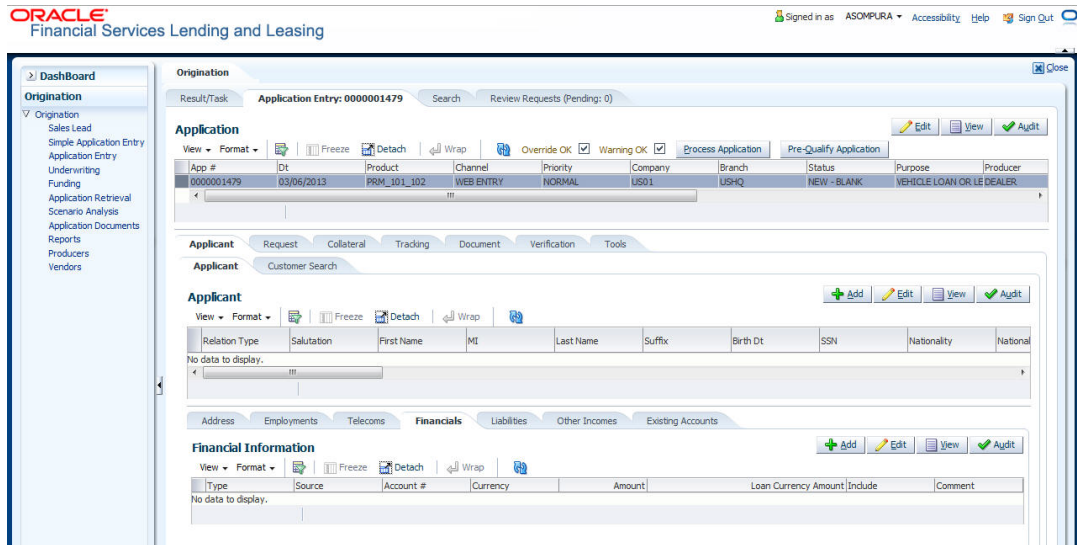 ORACLE
Signed in as ASOMPURA Accessibility Help Sign Out
Financial Services Lending and Leasing
DashBoard
Origination
Close
Origination
Result/Task Application Entry: 0000001479 Search Review Requests (Pending: 0)
Origination
Sales Lead
Simple Application Entry
Application Entry
Underwriting
Funding
Application Retrieval
Scenario Analysis
Application Documents
Reports
Producers
Vendors
Application
Edit View Audit
View Format Freeze Detach Wrap Override OK Warning OK Process Application Pre-Qualify Application
App # Dt Product Channel Priority Company Branch Status Purpose Producer
0000001479 03/06/2013 PRM_101_102 WEB ENTRY NORMAL US01 USHQ NEW - BLANK VEHICLE LOAN OR LE DEALER
Applicant Request Collateral Tracking Document Verification Tools
Applicant Customer Search
Applicant
Add Edit View Audit
View Format Freeze Detach Wrap
Relation Type Salutation First Name MI Last Name Suffix Birth Dt SSN Nationality National
No data to display.
Address Employments Telecoms Financials Liabilities Other Incomes Existing Accounts
Financial Information
Add Edit View Audit
View Format Freeze Detach Wrap
Type Source Account # Currency Amount Loan Currency Amount Include Comment
No data to display.